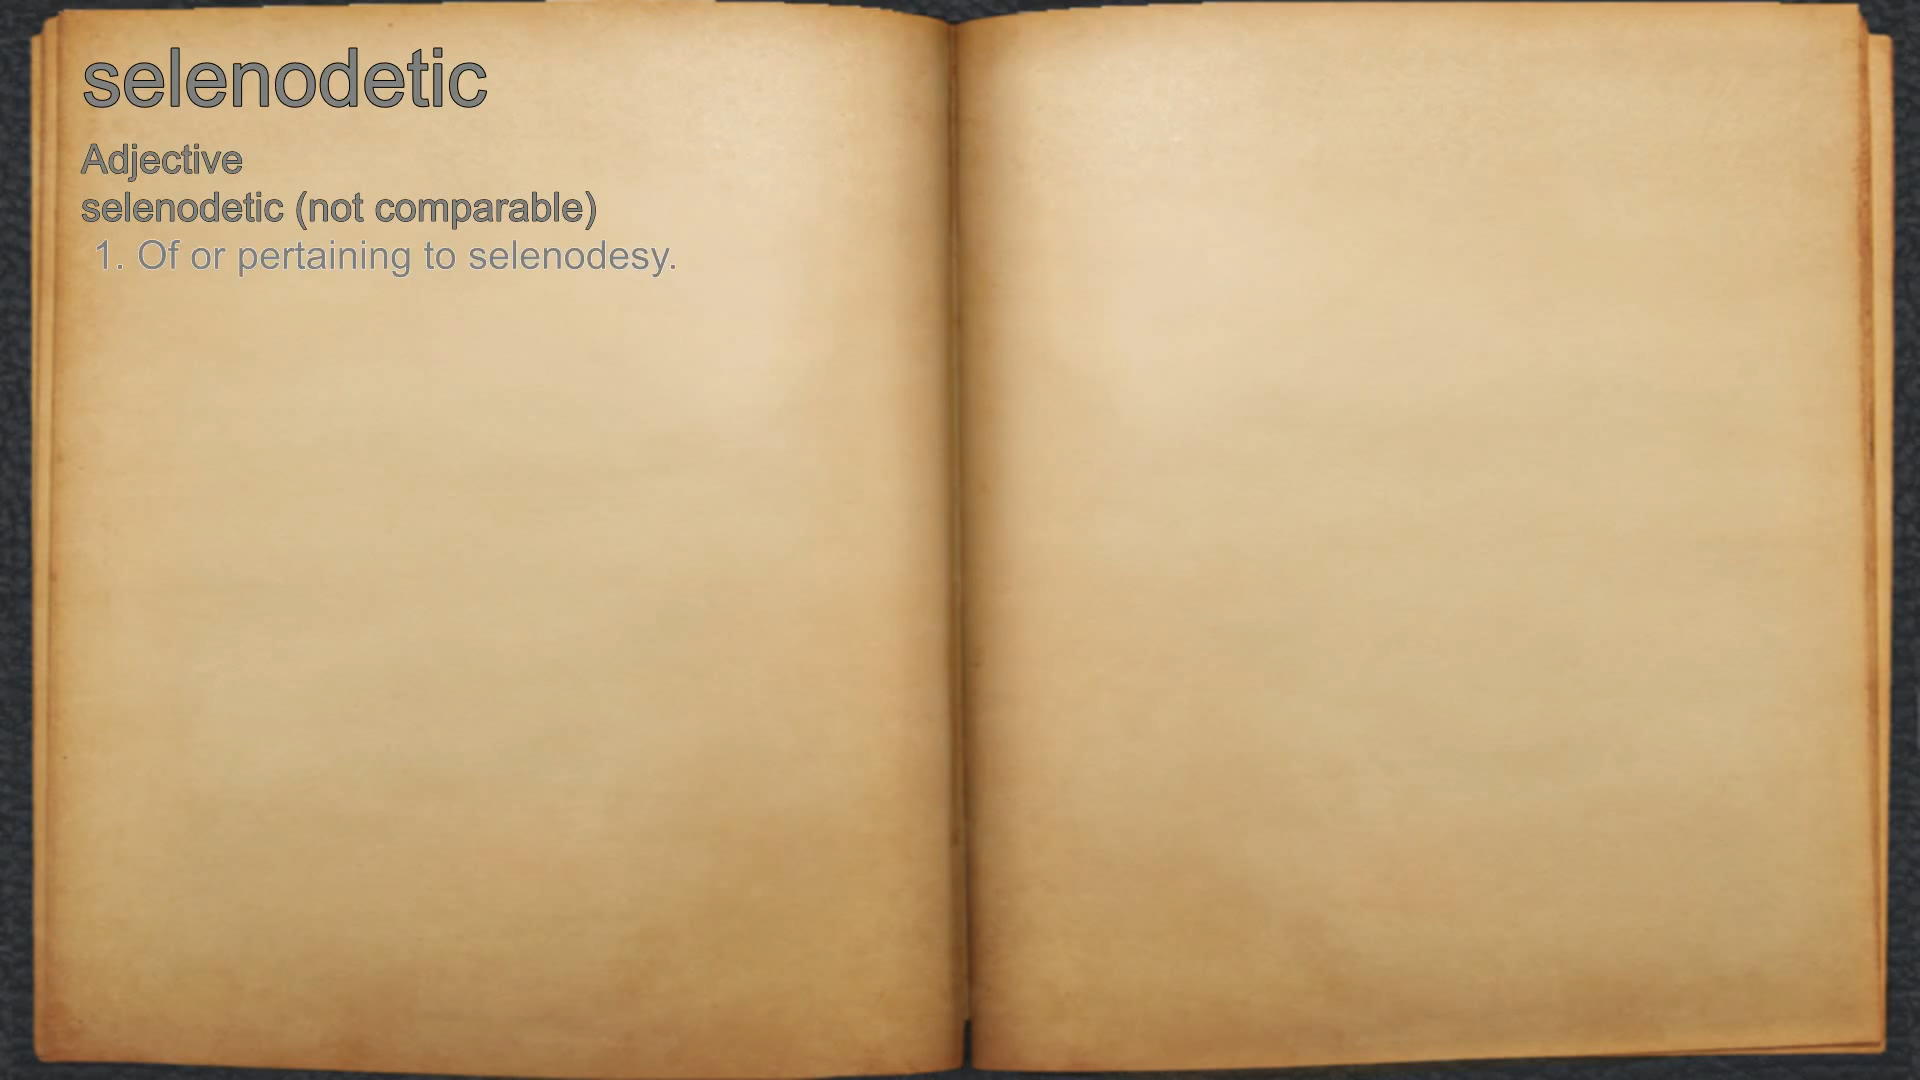 selenodetic
Adjective
selenodetic (not comparable)
1. Of or pertaining to selenodesy.